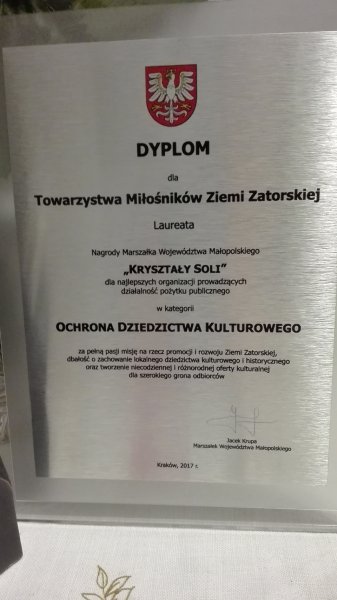 DYPLOM
dla
Towarzystwa Miłośników Ziemi Zatorskiej
Laureata
Nagrody Marszałka Województwa Małopolskiego
„KRYSZTAŁY SOLI”
dla najlepszych organizacji prowadzących
działalność pożytku publicznego
w kategorii
OCHRONA DZIEDZICTWA KULTUROWEGO
za pełną pasji misję na rzecz promocji i rozwoju Ziemi Zatorskiej,
dbałość o zachowanie lokalnego dziedzictwa kulturowego i historycznego
oraz tworzenie niecodziennej i różnorodnej oferty kulturalnej
dla szerokiego grona odbiorców
Jacek Krupa
Marszałek Województwa Małopolskiego
Kraków, 2017 r.